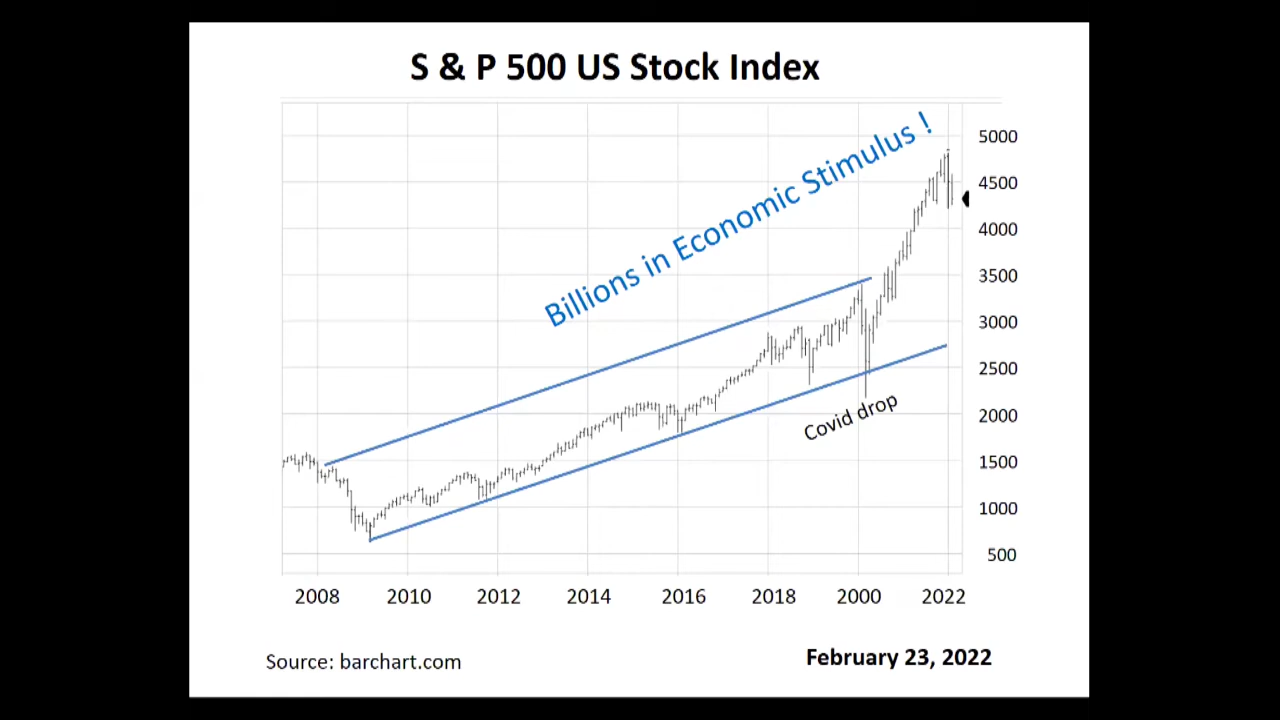 S & P 500 US Stock Index
Billions in Economic Stimulus !
5000
4500
4000
3500
3000
2500
2000
1500
1000
500
Covid drop
2008 2010 2012 2014 2016 2018 2000 2022
Source: barchart.com
February 23, 2022